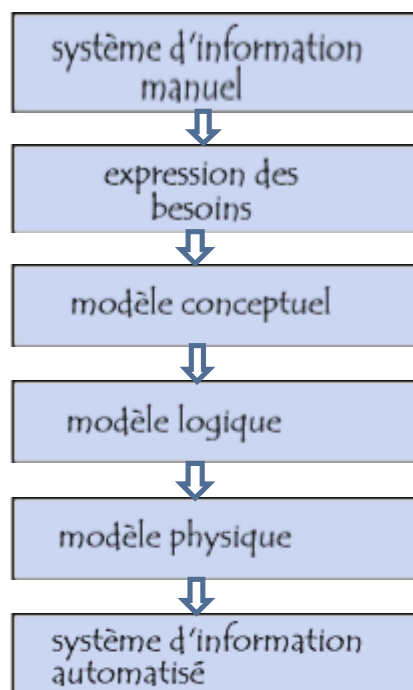 système d'information
manuel
expression des
besoins
modèle conceptuel
modèle logique
modèle physique
système d'information
automatisé